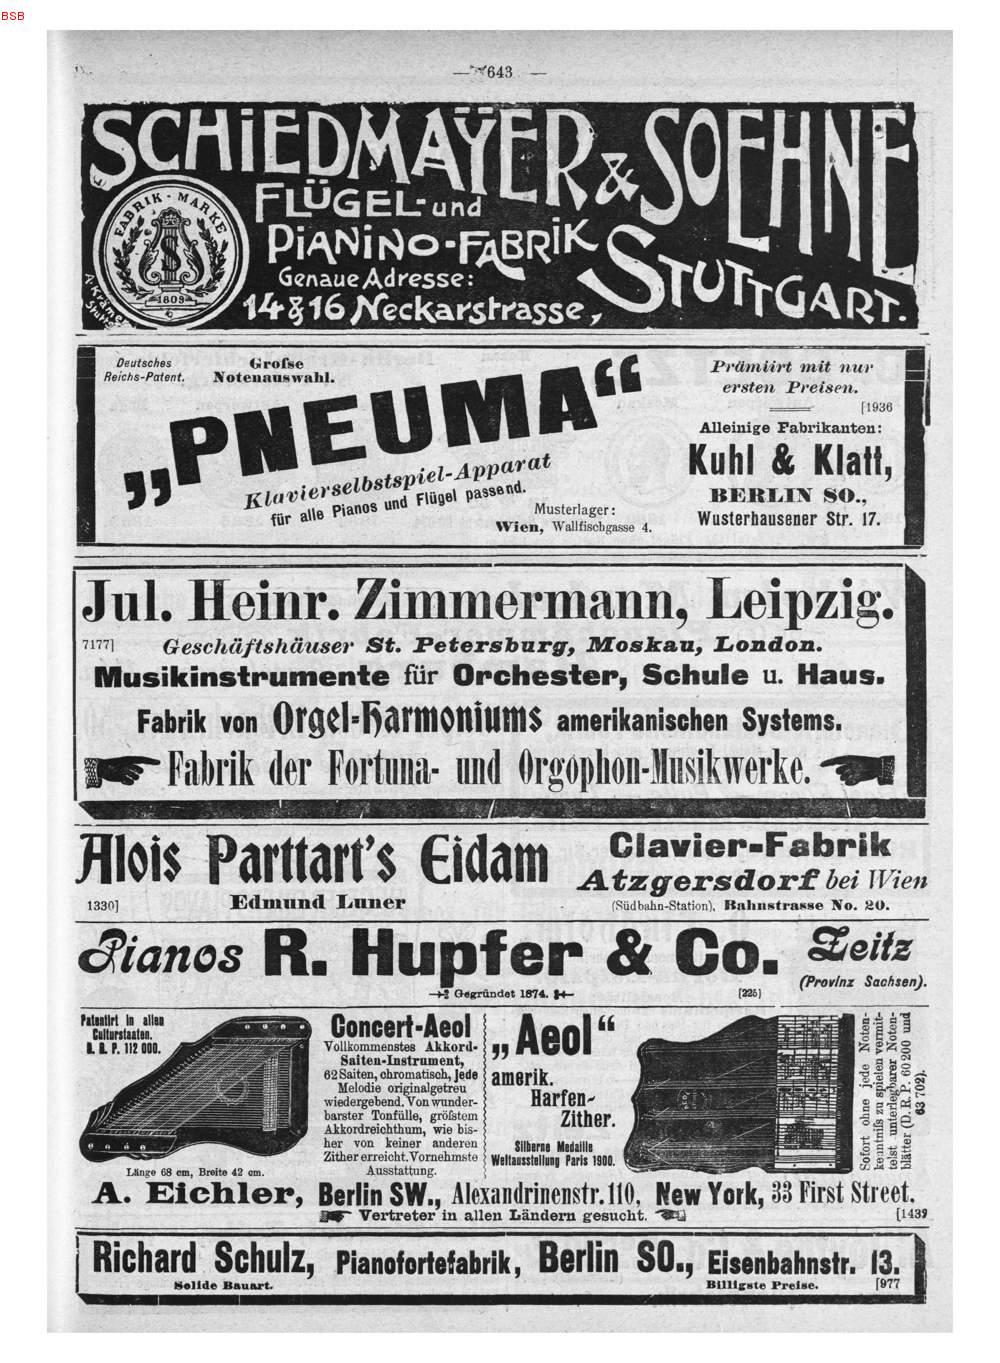 BSB
— 643 —
SCHIEDMAYER & SOEHNE
FLÜGEL- und
PIANINO-FABRIK
STUTTGART.
Genaue Adresse:
14 & 16 Neckarstrasse,
FABRIK-MARKE
S
1809
Deutsches
Reichs-Patent.
Große
Notenauswahl.
„PNEUMA“
Klavierselbstspiel-Apparat
für alle Pianos und Flügel passend.
Musterlager:
Wien, Wallfischgasse 4.
Prämiirt mit nur
ersten Preisen.
[1936
Alleinige Fabrikanten:
Kuhl & Klatt,
BERLIN SO.,
Wusterhausener Str. 17.
Jul. Heinr. Zimmermann, Leipzig.
7177] Geschäftshäuser St. Petersburg, Moskau, London.
Musikinstrumente für Orchester, Schule u. Haus.
Fabrik von Orgel-Harmoniums amerikanischen Systems.
Fabrik der Fortuna- und Orgophon-Musikwerke.
Alois Parttart's Eidam
1330] Edmund Luner
Clavier-Fabrik
Atzgersdorf bei Wien
(Südbahn-Station), Bahnstrasse No. 20.
Pianos R. Hupfer & Co. Zeitz
(Provinz Sachsen).
Gegründet 1874. [225]
Patentirt in allen
Culturstaaten.
D. R. P. 112 000.
Länge 68 cm, Breite 42 cm.
Concert-Aeol
Vollkommenstes Akkord-
Saiten-Instrument,
62 Saiten, chromatisch, jede
Melodie originalgetreu
wiedergebend. Von wunder-
barster Tonfülle, größtem
Akkordreichthum, wie bis-
her von keiner anderen
Zither erreicht. Vornehmste
Ausstattung.
„Aeol“
amerik.
Harfen-
Zither.
Silberne Medaille
Weltausstellung Paris 1900.
Sofort ohne jede Noten-
kenntniß zu spielen vermit-
telst unterlegbarer Noten-
blätter (D. R. P. 60 200 und
63 702).
A. Eichler, Berlin SW., Alexandrinenstr. 110, New York, 33 First Street.
Vertreter in allen Ländern gesucht.
[1439
Richard Schulz, Pianofortefabrik, Berlin SO., Eisenbahnstr. 13.
Solide Bauart. Billigste Preise. [977